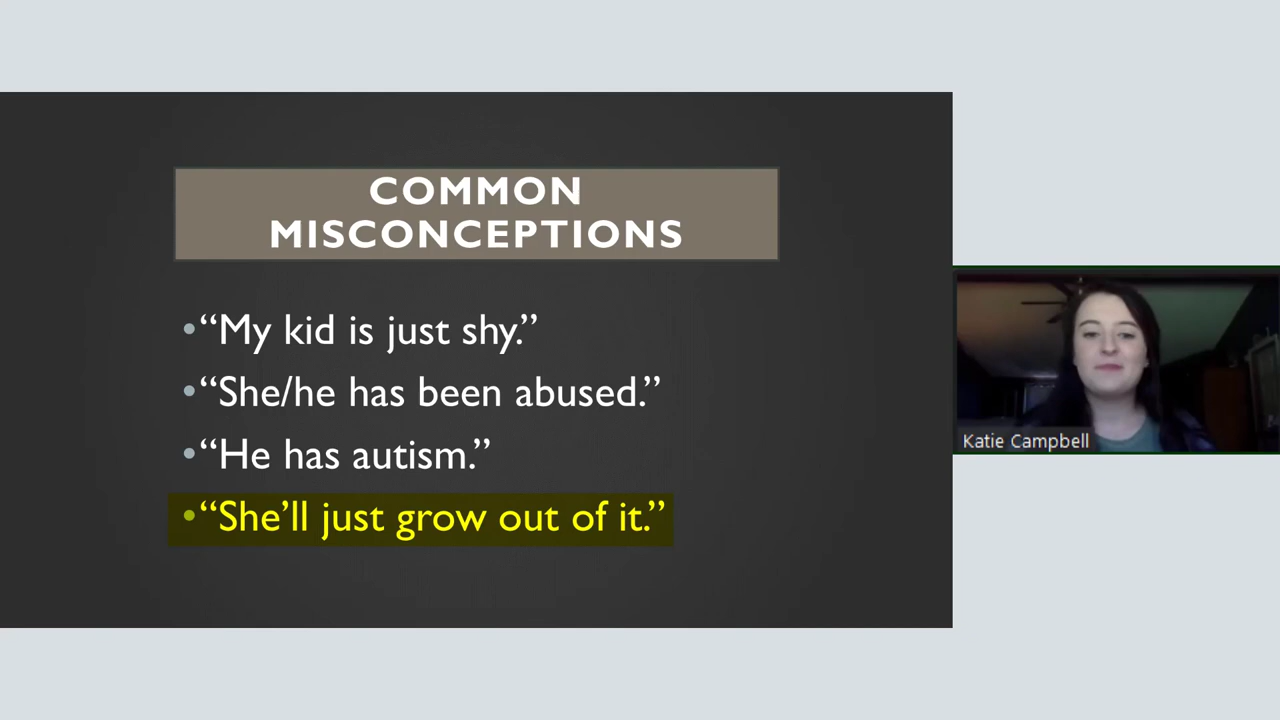 COMMON
MISCONCEPTIONS
•“My kid is just shy.”
•“She/he has been abused.”
•“He has autism.”
•“She’ll just grow out of it.”
Katie Campbell